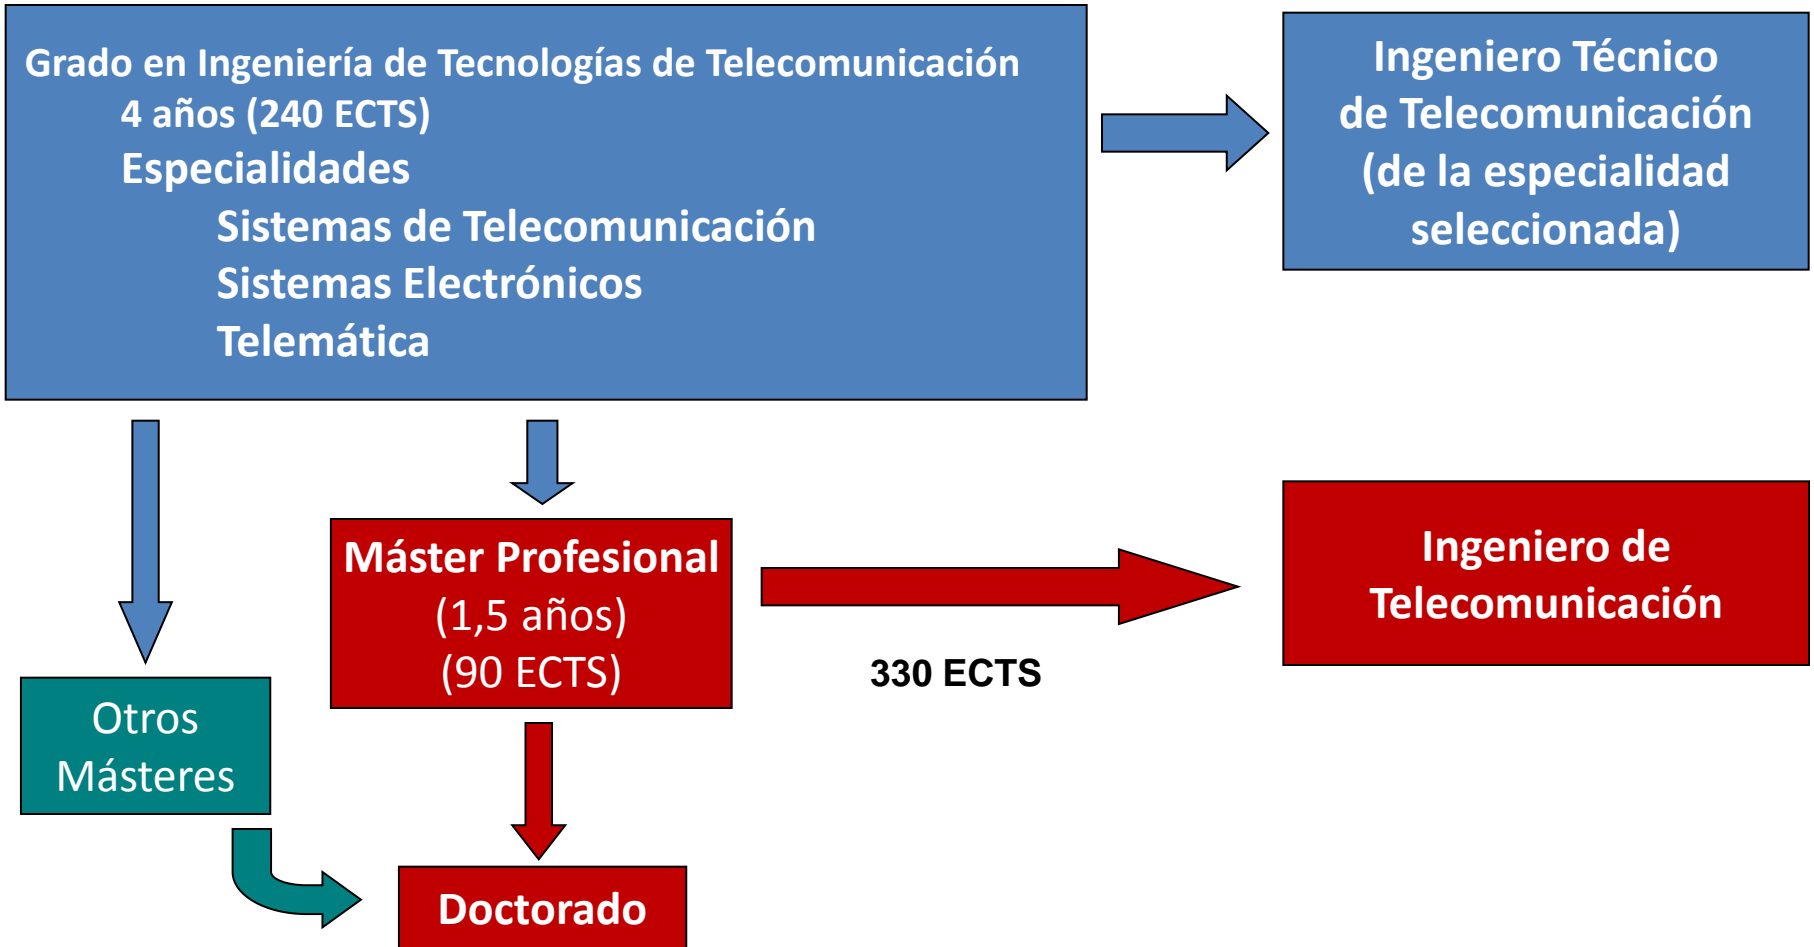 Grado en Ingeniería de Tecnologías de Telecomunicación
4 años (240 ECTS)
Especialidades
Sistemas de Telecomunicación
Sistemas Electrónicos
Telemática
Ingeniero Técnico
de Telecomunicación
(de la especialidad
seleccionada)
Máster Profesional
(1,5 años)
(90 ECTS)
330 ECTS
Ingeniero de
Telecomunicación
Otros
Másteres
Doctorado